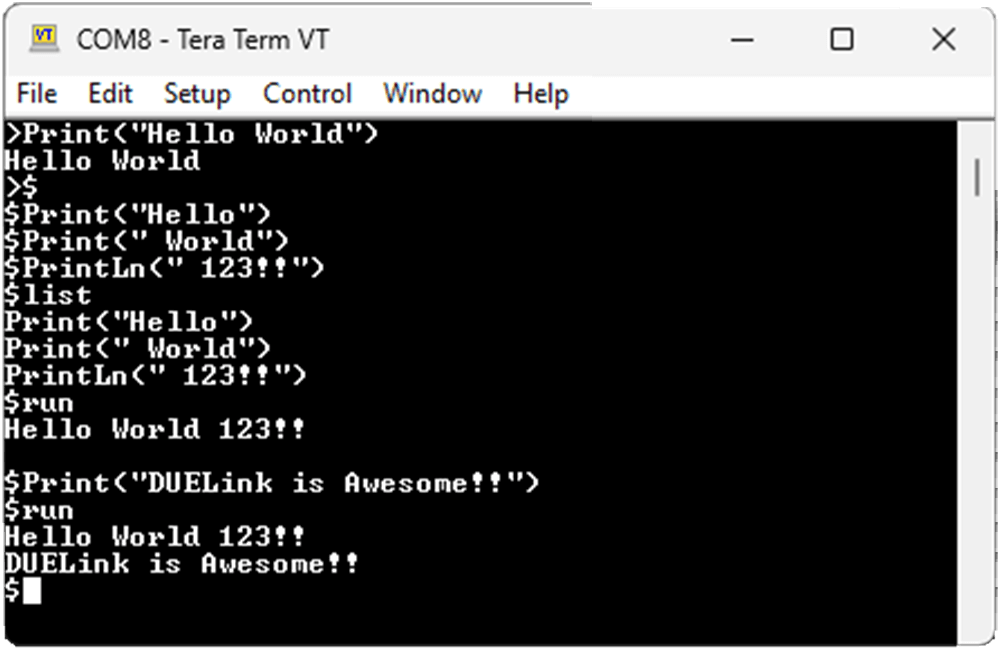 VT COM8 - Tera Term VT
File Edit Setup Control Window Help
>Print("Hello World")
Hello World
>$
$Print("Hello")
$Print(" World")
$PrintLn(" 123!!")
$list
Print("Hello")
Print(" World")
PrintLn(" 123!!")
$run
Hello World 123!!
$Print("DUELink is Awesome!!")
$run
Hello World 123!!
DUELink is Awesome!!
$